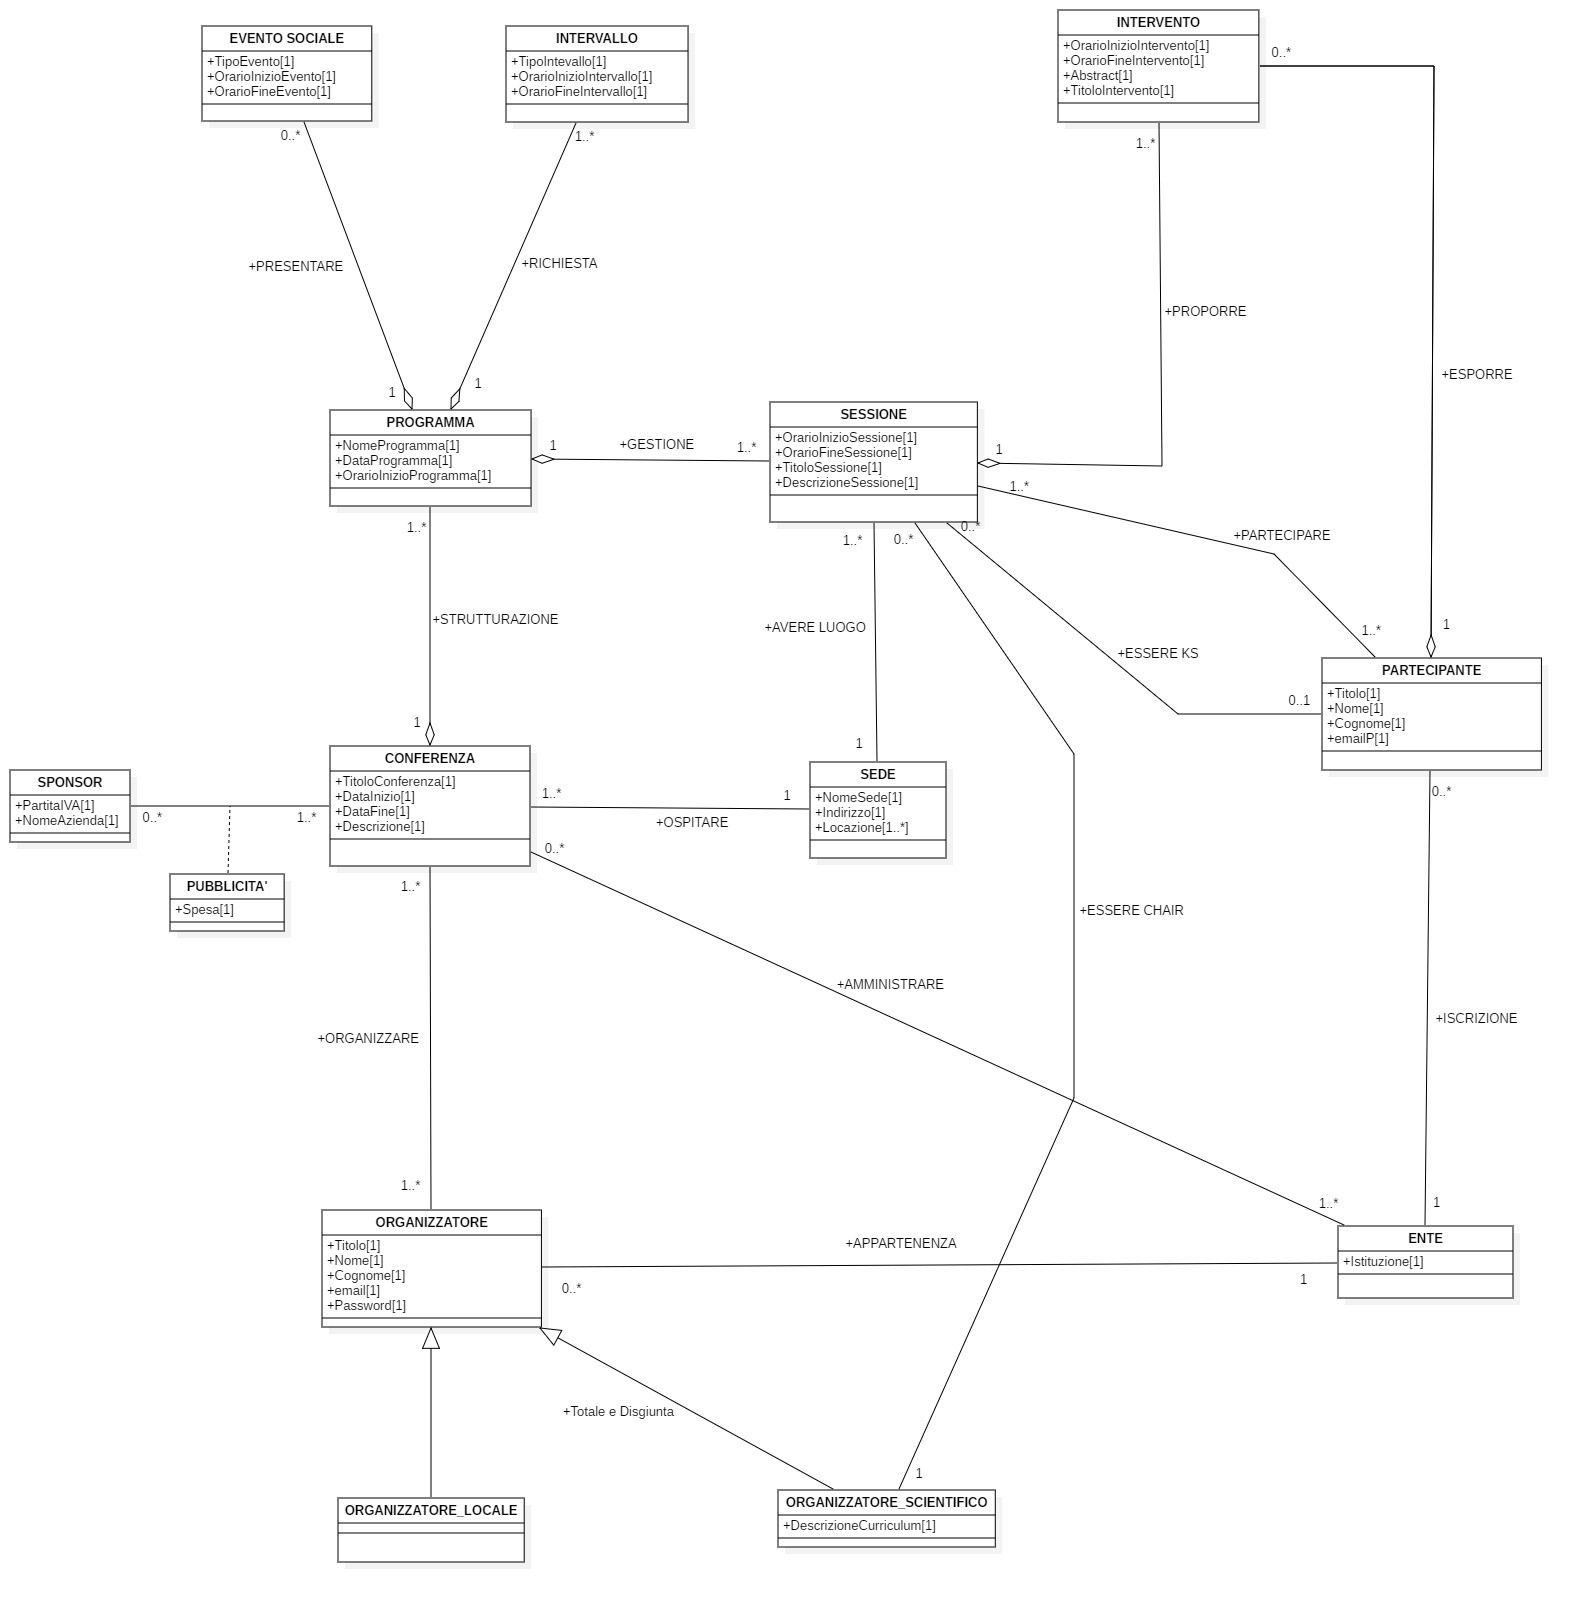 EVENTO SOCIALE
+TipoEvento[1]
+OrarioInizioEvento[1]
+OrarioFineEvento[1]
INTERVALLO
+TipoIntevallo[1]
+OrarioInizioIntervallo[1]
+OrarioFineIntervallo[1]
INTERVENTO
+OrarioInizioIntervento[1]
+OrarioFineIntervento[1]
+Abstract[1]
+TitoloIntervento[1]
0..*
0..*
1..*
1..*
+PRESENTARE
+RICHIESTA
+PROPORRE
+ESPORRE
1
1
PROGRAMMA
+NomeProgramma[1]
+DataProgramma[1]
+OrarioInizioProgramma[1]
1
+GESTIONE
1..*
SESSIONE
+OrarioInizioSessione[1]
+OrarioFineSessione[1]
+TitoloSessione[1]
+DescrizioneSessione[1]
1
1..*
1..*
1..*
0..*
0..*
+PARTECIPARE
+STRUTTURAZIONE
+AVERE LUOGO
+ESSERE KS
1..*
1
PARTECIPANTE
+Titolo[1]
+Nome[1]
+Cognome[1]
+emailP[1]
0..1
1
1
CONFERENZA
+TitoloConferenza[1]
+DataInizio[1]
+DataFine[1]
+Descrizione[1]
SPONSOR
+PartitaIVA[1]
+NomeAzienda[1]
0..*
1..*
PUBBLICITA'
+Spesa[1]
1..*
+OSPITARE
1
SEDE
+NomeSede[1]
+Indirizzo[1]
+Locazione[1..*]
0..*
0..*
1..*
+ESSERE CHAIR
+AMMINISTRARE
+ORGANIZZARE
+ISCRIZIONE
1..*
1..*
1
ORGANIZZATORE
+Titolo[1]
+Nome[1]
+Cognome[1]
+email[1]
+Password[1]
+APPARTENENZA
0..*
1
ENTE
+Istituzione[1]
+Totale e Disgiunta
1
ORGANIZZATORE_LOCALE
ORGANIZZATORE_SCIENTIFICO
+DescrizioneCurriculum[1]